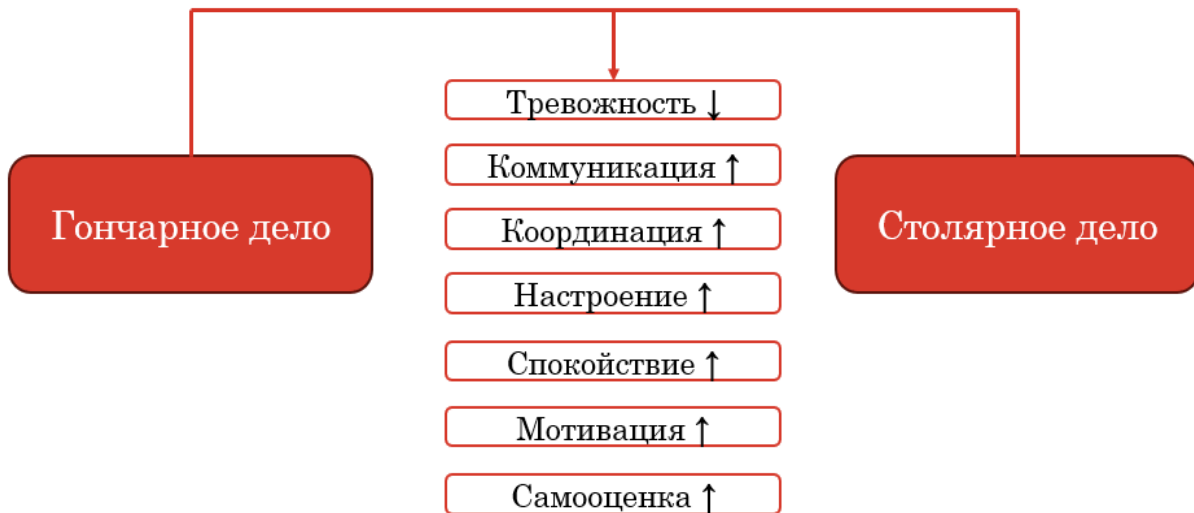 Тревожность ↓
Коммуникация ↑
Гончарное дело
Координация ↑
Столярное дело
Настроение ↑
Спокойствие ↑
Мотивация ↑
Самооценка ↑